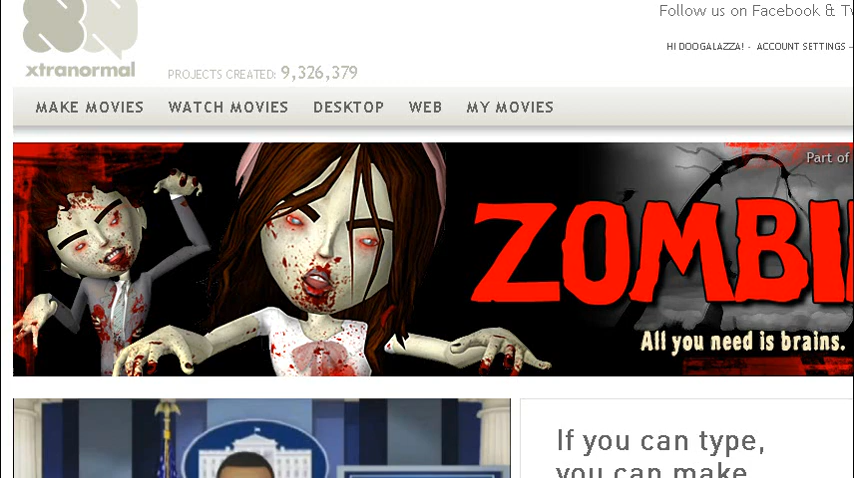 Follow us on Facebook &
xtranormal
PROJECTS CREATED: 9,326,379
HI DOOGALAZZA! - ACCOUNT SETTINGS -
MAKE MOVIES WATCH MOVIES DESKTOP WEB MY MOVIES
Part of
ZOMBI
All you need is brains.
If you can type,
you can make